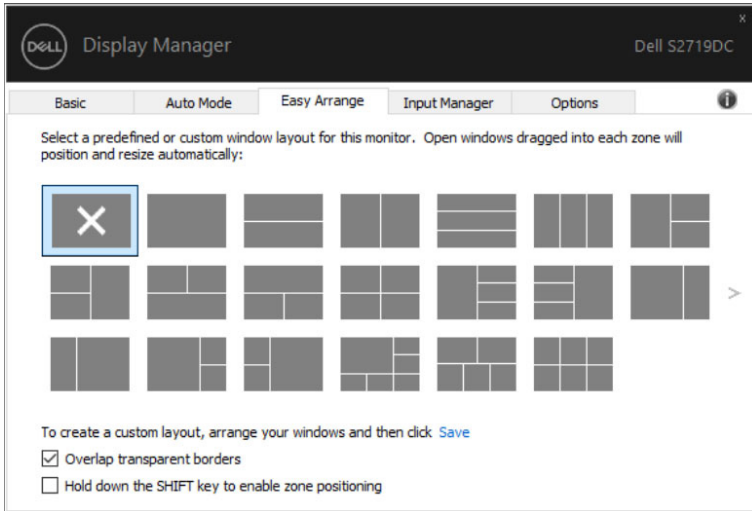 x
DELL
Display Manager
Dell S2719DC
Basic
Auto Mode
Easy Arrange
Input Manager
Options
Select a predefined or custom window layout for this monitor. Open windows dragged into each zone will
position and resize automatically:
To create a custom layout, arrange your windows and then click Save
Overlap transparent borders
Hold down the SHIFT key to enable zone positioning